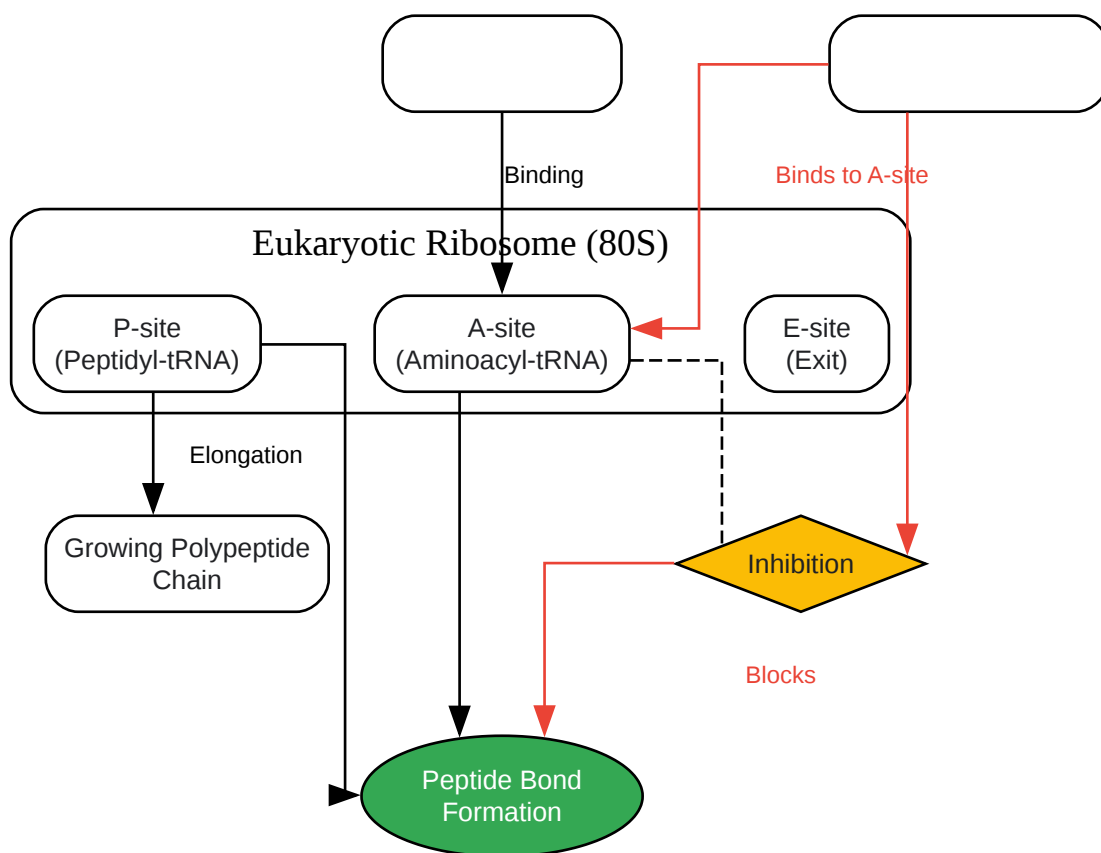 Binding
Binds to A-site
Eukaryotic Ribosome (80S)
P-site
(Peptidyl-tRNA)
A-site
(Aminoacyl-tRNA)
E-site
(Exit)
Elongation
Growing Polypeptide
Chain
Inhibition
Blocks
Peptide Bond
Formation